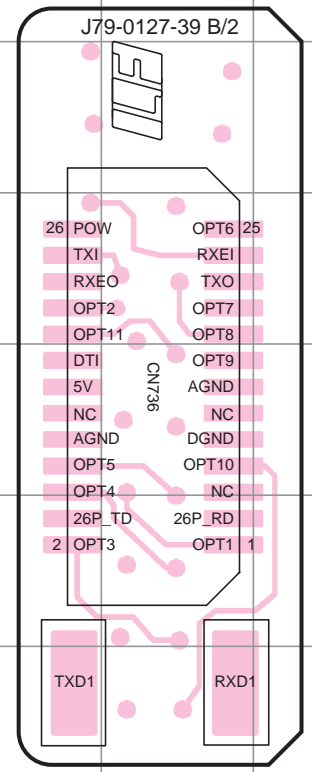 J79-0127-39 B/2
26 POW OPT6 25
TXI RXEI
RXEO TXO
OPT2 OPT7
OPT11 OPT8
DTI OPT9
5V AGND
NC NC
AGND DGND
OPT5 OPT10
OPT4 NC
26P_TD 26P_RD
2 OPT3 OPT1 1
CN736
TXD1 RXD1